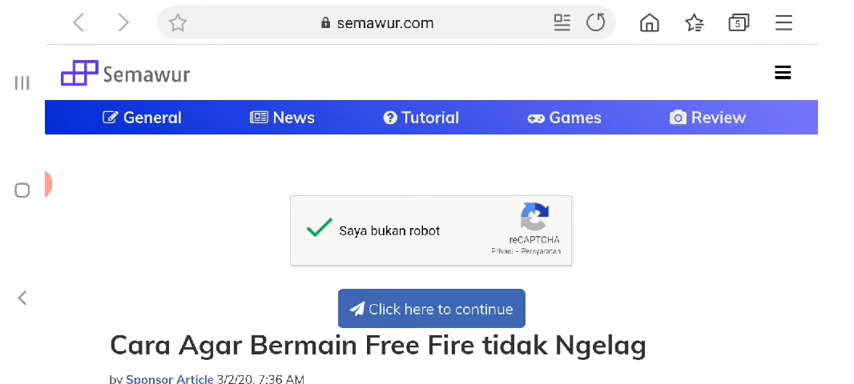 semawur.com
5
Semawur
General News Tutorial Games Review
Saya bukan robot
reCAPTCHA
Privasi - Persyaratan
Click here to continue
Cara Agar Bermain Free Fire tidak Ngelag
by Sponsor Article 3/2/20, 7:36 AM